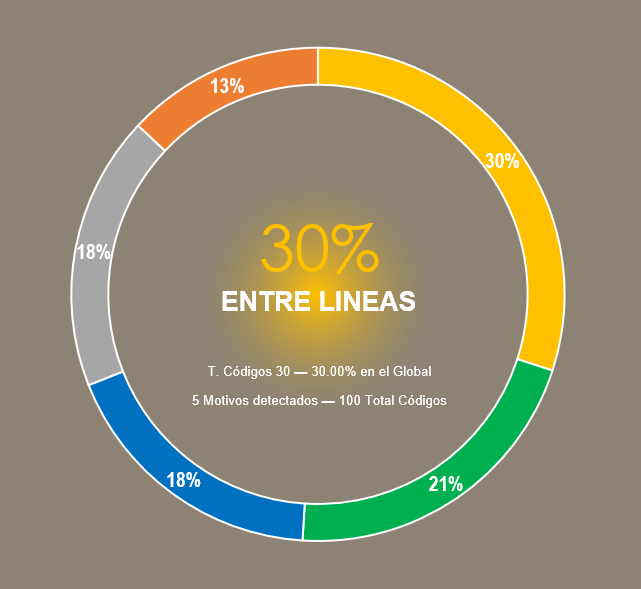 13%
30%
18%
30%
ENTRE LINEAS
T. Códigos 30 — 30.00% en el Global
5 Motivos detectados — 100 Total Códigos
18%
21%